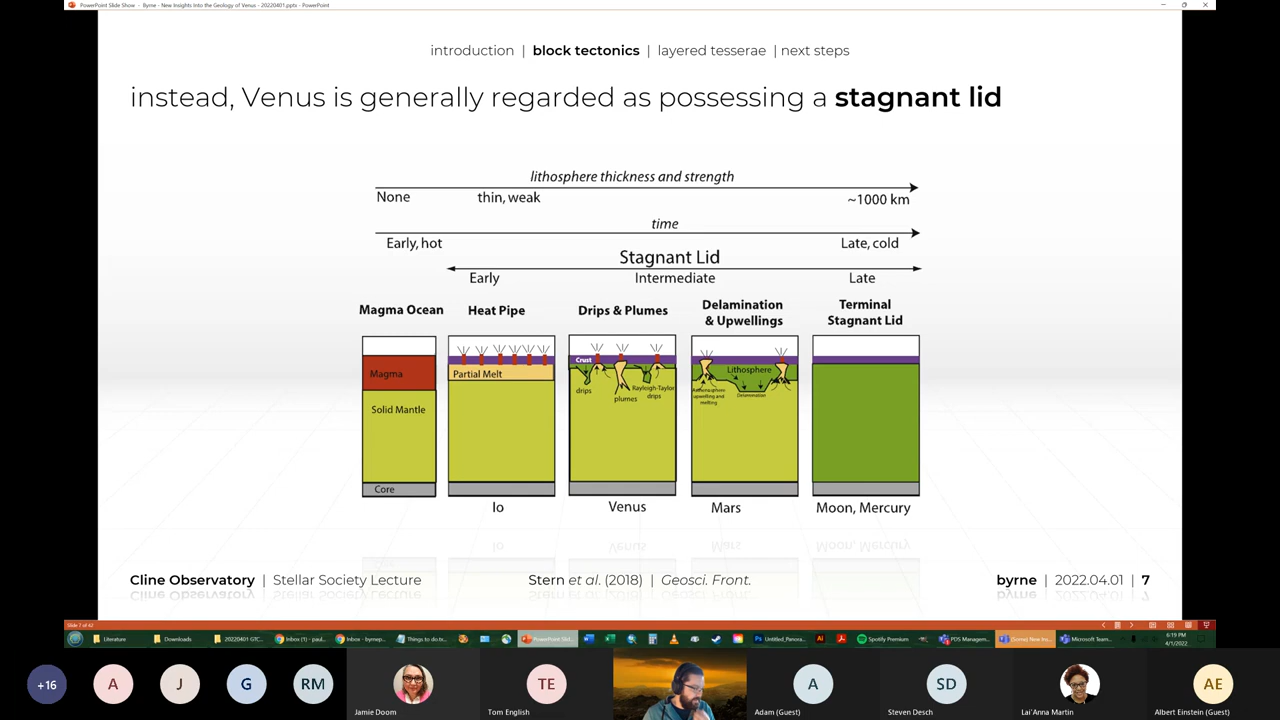 PowerPoint Slide Show - Byrne - New Insights Into the Geology of Venus - 20220401.pptx - PowerPoint
introduction | block tectonics | layered tesserae | next steps
instead, Venus is generally regarded as possessing a stagnant lid
lithosphere thickness and strength
None thin, weak ~1000 km
time
Early, hot Late, cold
Stagnant Lid
Early Intermediate Late
Magma Ocean Heat Pipe Drips & Plumes Delamination & Upwellings Terminal Stagnant Lid
Magma
Solid Mantle
Core
Partial Melt
Crust
drips
plumes
Rayleigh-Taylor
drips
Lithosphere
Asthenosphere
upwelling and
melting
Delamination
Io Venus Mars Moon, Mercury
Cline Observatory | Stellar Society Lecture Stern et al. (2018) | Geosci. Front. byrne | 2022.04.01 | 7
Slide 7 of 42
Literature Downloads 20220401 GTC... Inbox (1) - paul... Inbox - byrnep... Things to do.te... PowerPoint Slid... Untitled_Panora... Spotify Premium PDS Managem... [Soms] New Ins... Microsoft Team...
6:19 PM
4/1/2022
+16 A J G RM TE A SD AE
Jamie Doom Tom English Adam (Guest) Steven Desch Lai'Anna Martin Albert Einstein (Guest)